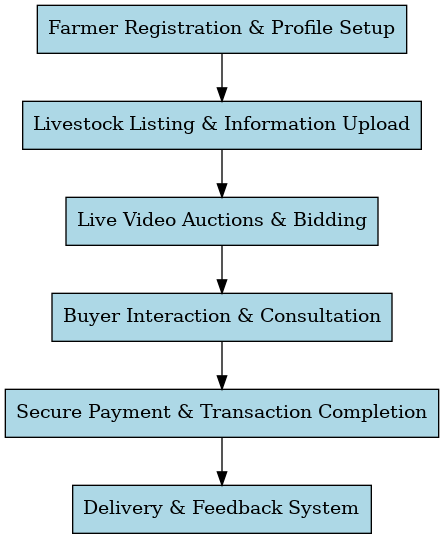 Farmer Registration & Profile Setup
Livestock Listing & Information Upload
Live Video Auctions & Bidding
Buyer Interaction & Consultation
Secure Payment & Transaction Completion
Delivery & Feedback System